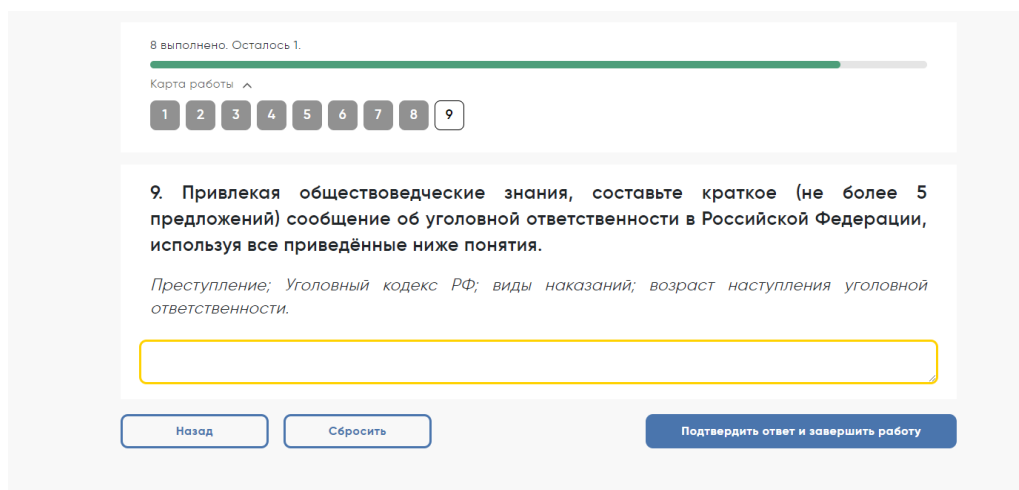 8 выполнено. Осталось 1.
Карта работы
1 2 3 4 5 6 7 8 9
9. Привлекая обществоведческие знания, составьте краткое (не более 5
предложений) сообщение об уголовной ответственности в Российской Федерации,
используя все приведённые ниже понятия.
Преступление; Уголовный кодекс РФ; виды наказаний; возраст наступления уголовной
ответственности.
Назад Сбросить Подтвердить ответ и завершить работу